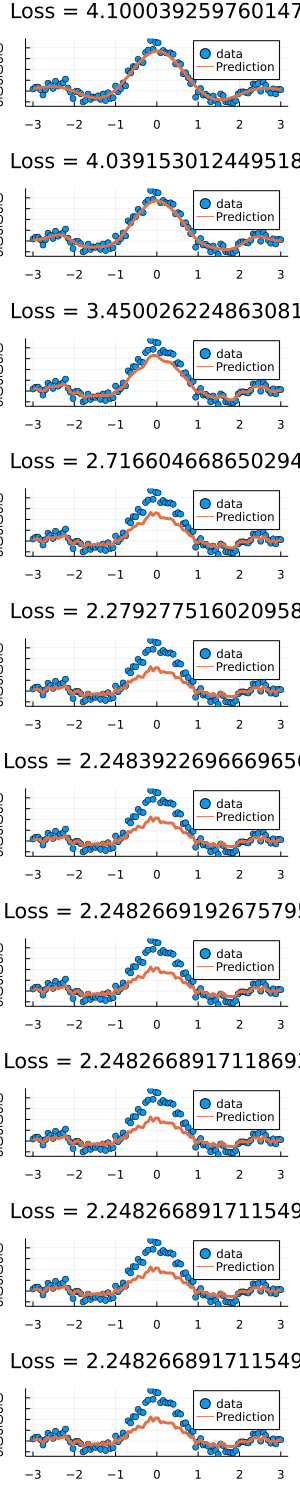 Loss = 4.100039259760147
data
Prediction
−3 −2 −1 0 1 2 3
Loss = 4.039153012449518
data
Prediction
−3 −2 −1 0 1 2 3
Loss = 3.450026224863081
data
Prediction
−3 −2 −1 0 1 2 3
Loss = 2.716604668650294
data
Prediction
−3 −2 −1 0 1 2 3
Loss = 2.279277516020958
data
Prediction
−3 −2 −1 0 1 2 3
Loss = 2.248392269666965
data
Prediction
−3 −2 −1 0 1 2 3
Loss = 2.248266919267579
data
Prediction
−3 −2 −1 0 1 2 3
Loss = 2.248266891711869
data
Prediction
−3 −2 −1 0 1 2 3
Loss = 2.248266891711549
data
Prediction
−3 −2 −1 0 1 2 3
Loss = 2.248266891711549
data
Prediction
−3 −2 −1 0 1 2 3